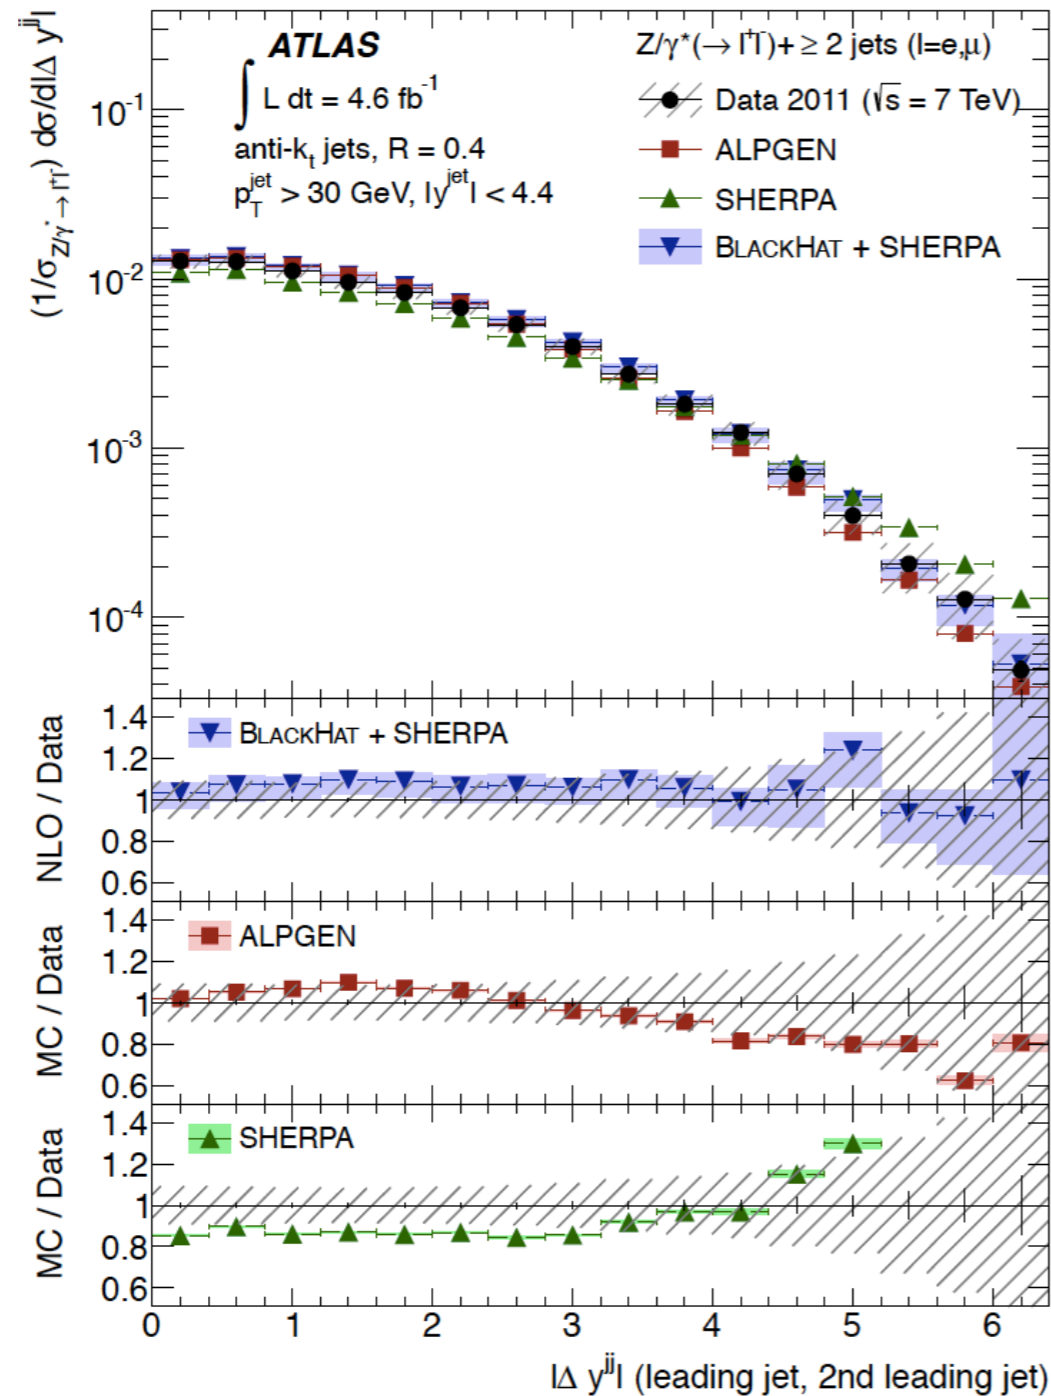 ATLAS
∫ L dt = 4.6 fb⁻¹
anti-kₜ jets, R = 0.4
p_T^jet > 30 GeV, |y^jet| < 4.4
Z/γ*(→ l⁺l⁻)+ ≥ 2 jets (l=e,μ)
Data 2011 (√s = 7 TeV)
ALPGEN
SHERPA
BLACKHAT + SHERPA
(1/σ_{Z/γ*→ l⁺l⁻}) dσ/d|Δ y^jj|
10⁻¹
10⁻²
10⁻³
10⁻⁴
NLO / Data
BLACKHAT + SHERPA
1.4
1.2
1
0.8
0.6
MC / Data
ALPGEN
1.4
1.2
1
0.8
0.6
MC / Data
SHERPA
1.4
1.2
1
0.8
0.6
0 1 2 3 4 5 6
|Δ y^jj| (leading jet, 2nd leading jet)